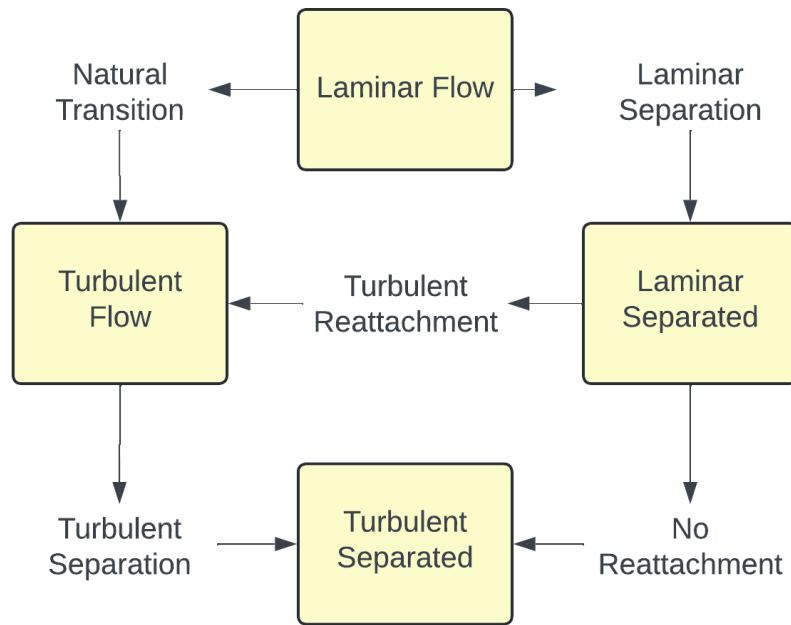 Natural
Transition
Laminar Flow
Laminar
Separation
Turbulent
Flow
Turbulent
Reattachment
Laminar
Separated
Turbulent
Separation
Turbulent
Separated
No
Reattachment